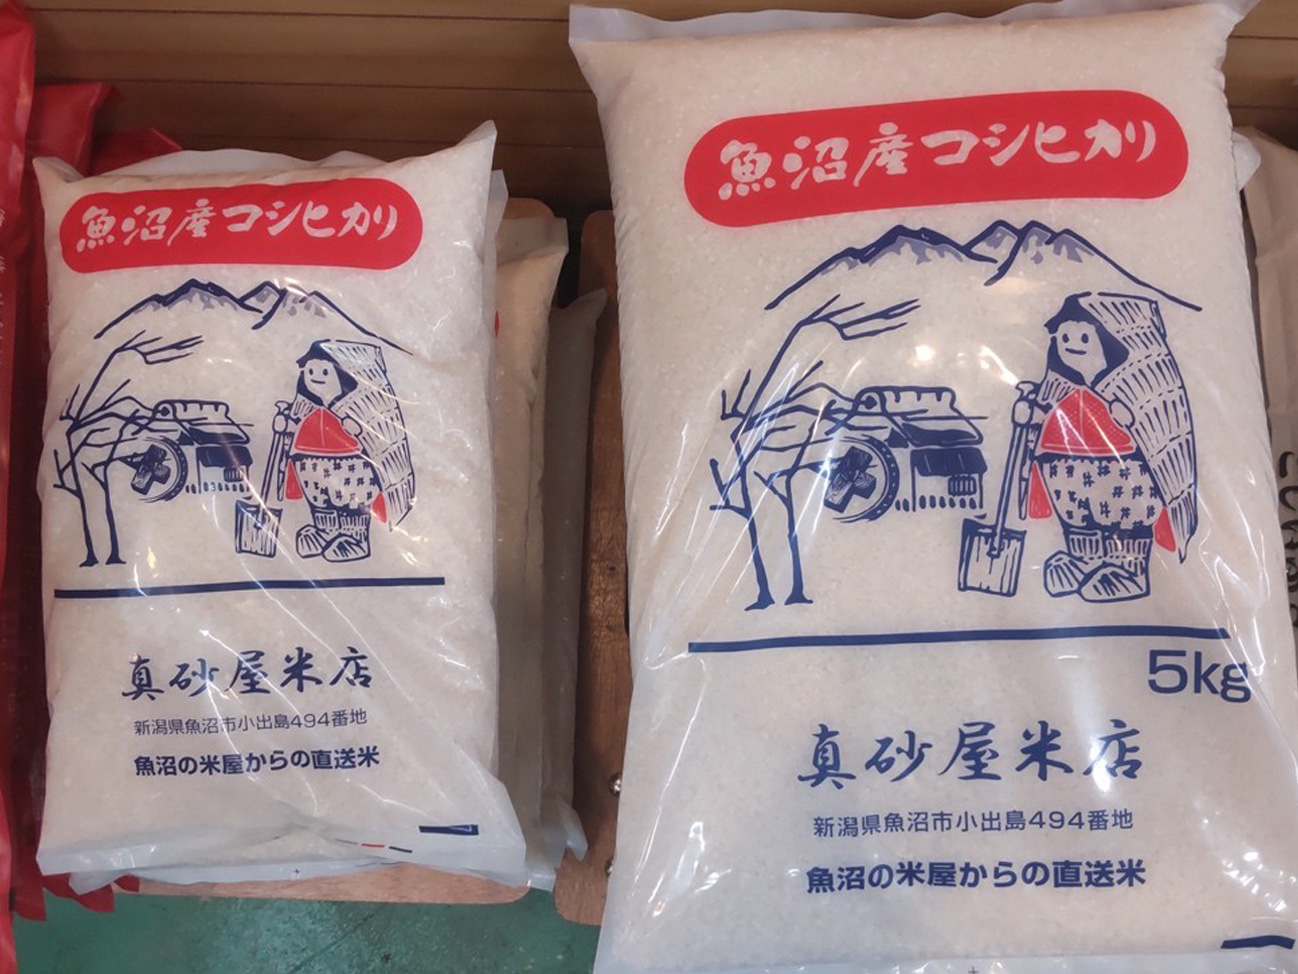 魚沼産コシヒカリ
真砂屋米店
新潟県魚沼市小出島494番地
魚沼の米屋からの直送米
魚沼産コシヒカリ
5kg
真砂屋米店
新潟県魚沼市小出島494番地
魚沼の米屋からの直送米